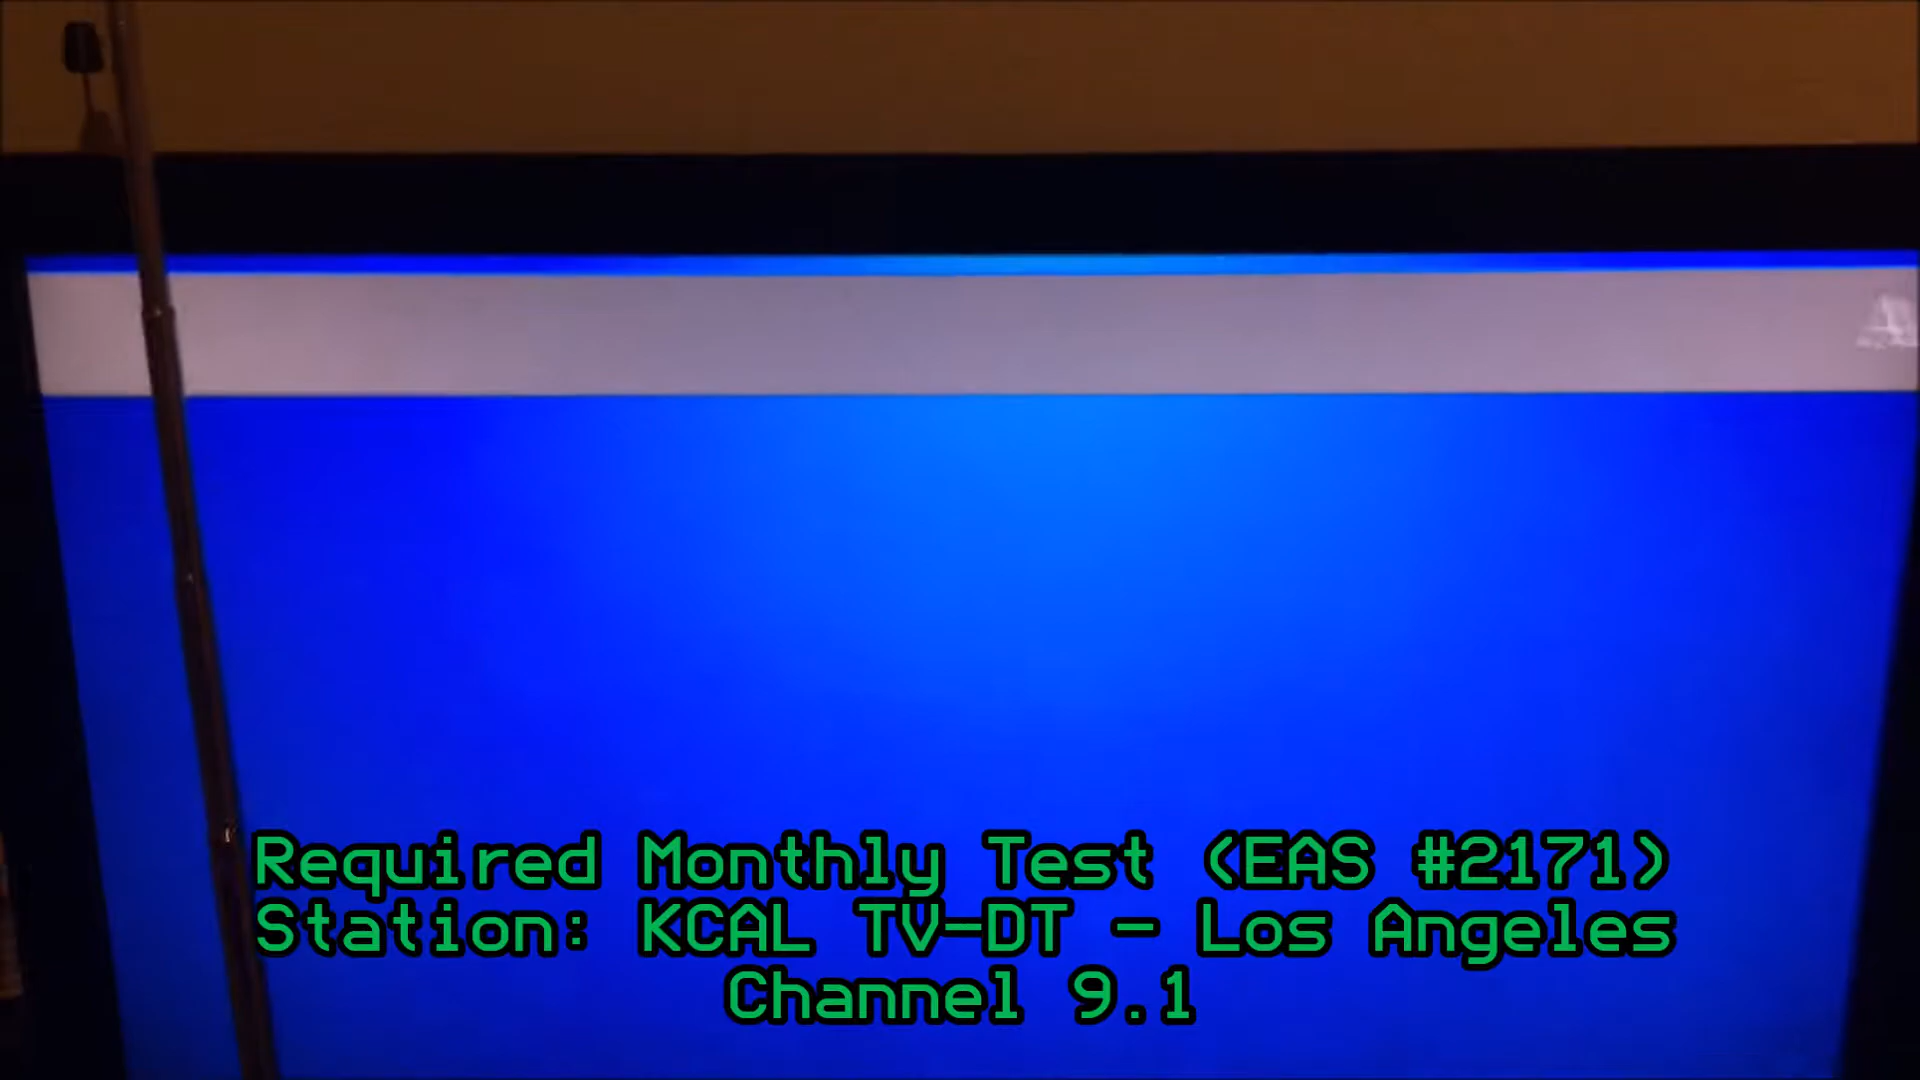 Required Monthly Test (EAS #2171)
Station: KCAL TV-DT - Los Angeles
Channel 9.1